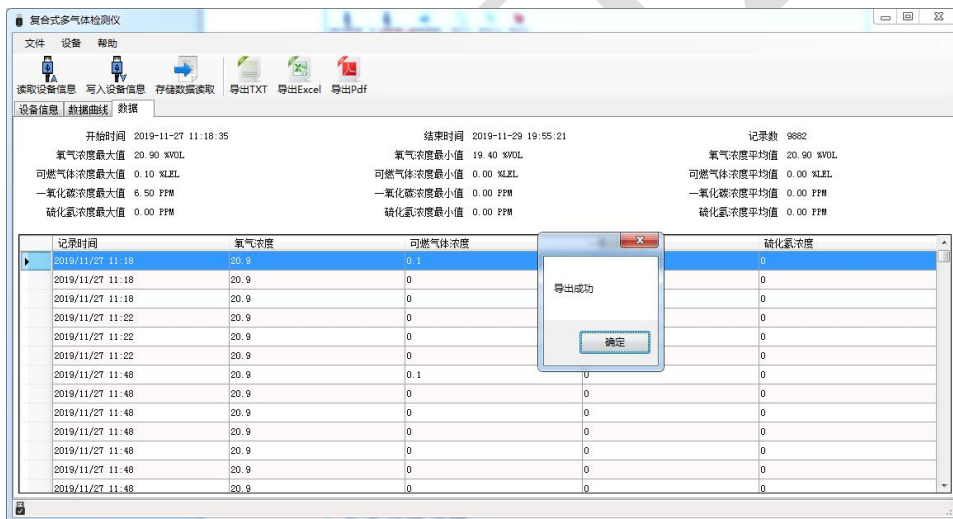 复合式多气体检测仪
文件 设备 帮助
读取设备信息 写入设备信息 存储数据读取 导出TXT 导出Excel 导出Pdf
设备信息 数据曲线 数据
开始时间 2019-11-27 11:18:35 结束时间 2019-11-29 19:55:21 记录数 9882
氧气浓度最大值 20.90 %VOL 氧气浓度最小值 19.40 %VOL 氧气浓度平均值 20.90 %VOL
可燃气体浓度最大值 0.10 %LEL 可燃气体浓度最小值 0.00 %LEL 可燃气体浓度平均值 0.00 %LEL
一氧化碳浓度最大值 6.50 PPM 一氧化碳浓度最小值 0.00 PPM 一氧化碳浓度平均值 0.00 PPM
硫化氢浓度最大值 0.00 PPM 硫化氢浓度最小值 0.00 PPM 硫化氢浓度平均值 0.00 PPM
记录时间 氧气浓度 可燃气体浓度 硫化氢浓度
2019/11/27 11:18 20.9 0.1 0
2019/11/27 11:18 20.9 0 0
2019/11/27 11:18 20.9 0 0
2019/11/27 11:22 20.9 0 0
2019/11/27 11:22 20.9 0 0
2019/11/27 11:22 20.9 0 0
2019/11/27 11:48 20.9 0.1 0 0
2019/11/27 11:48 20.9 0 0 0
2019/11/27 11:48 20.9 0 0 0
2019/11/27 11:48 20.9 0 0 0
2019/11/27 11:48 20.9 0 0 0
2019/11/27 11:48 20.9 0 0 0
2019/11/27 11:48 20.9 0 0 0
导出成功
确定